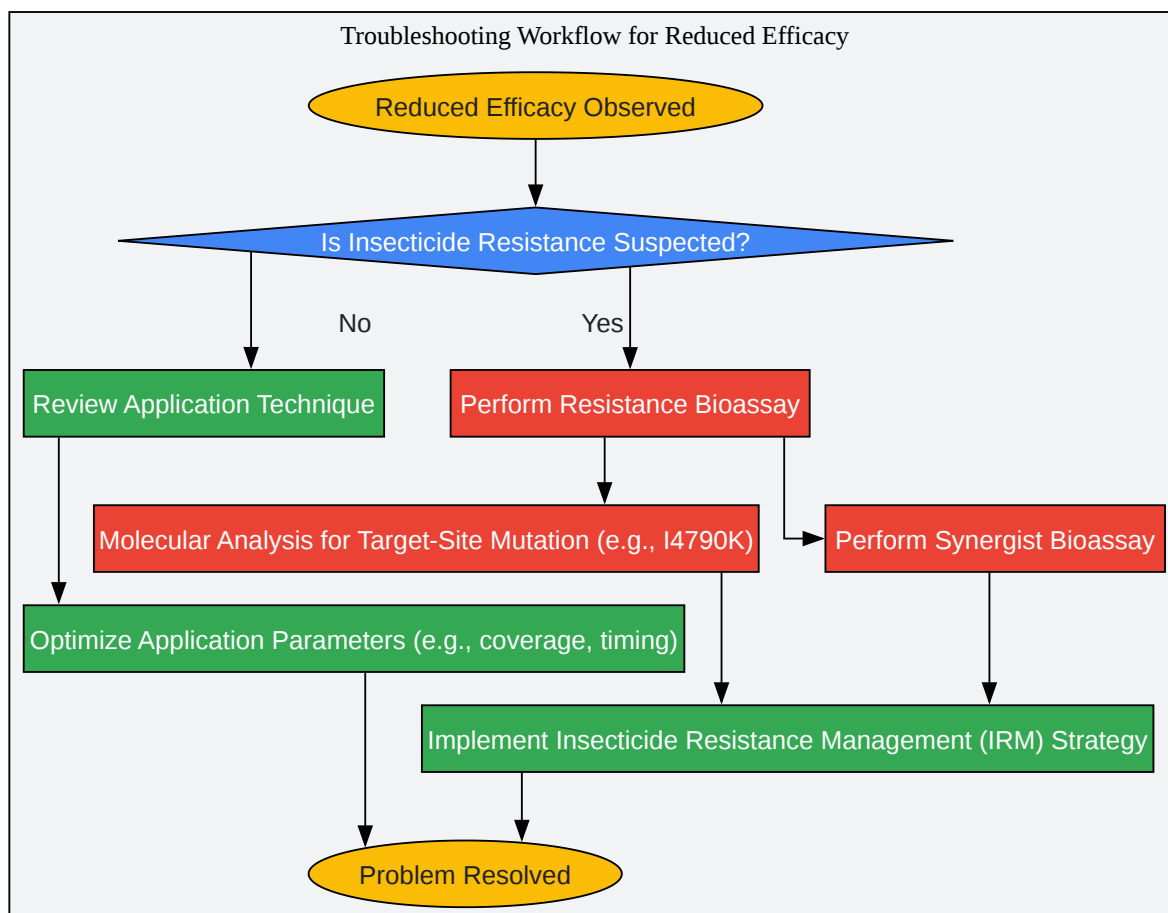 Troubleshooting Workflow for Reduced Efficacy
Reduced Efficacy Observed
Is Insecticide Resistance Suspected?
No
Yes
Review Application Technique
Perform Resistance Bioassay
Molecular Analysis for Target-Site Mutation (e.g., I4790K)
Perform Synergist Bioassay
Optimize Application Parameters (e.g., coverage, timing)
Implement Insecticide Resistance Management (IRM) Strategy
Problem Resolved